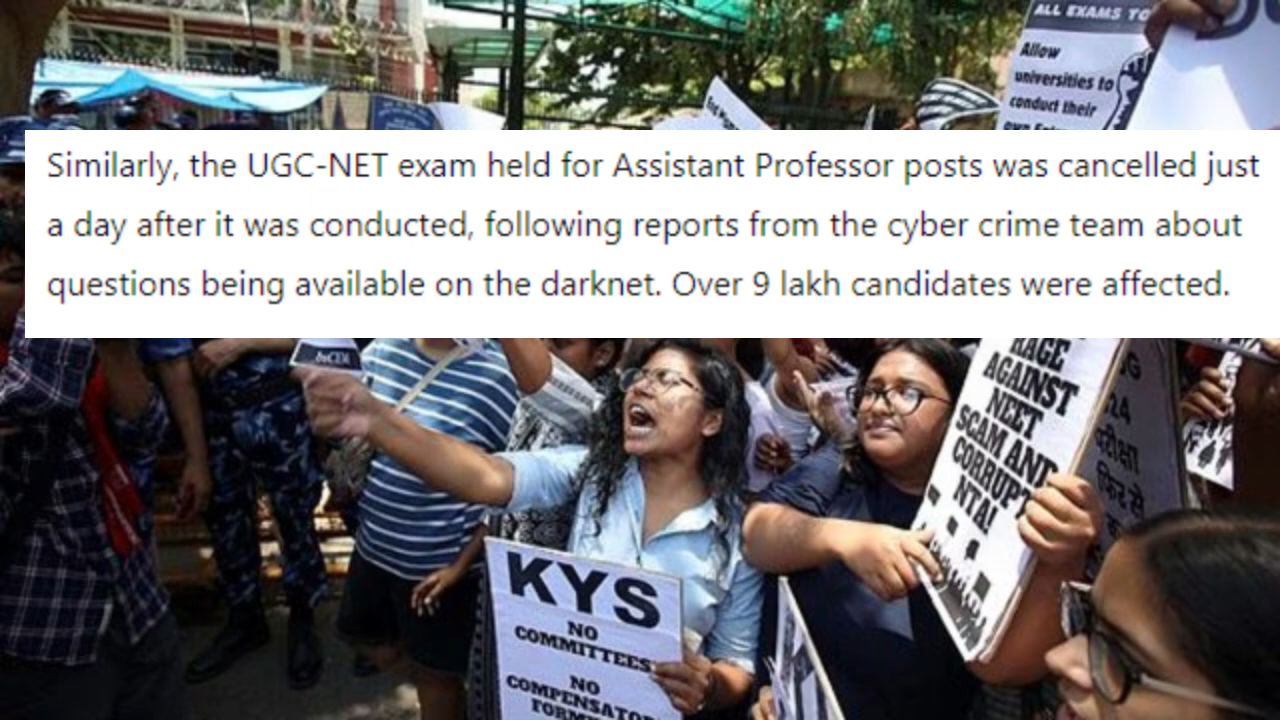 ALL EXAMS TO
Allow
universities to
conduct their
Similarly, the UGC-NET exam held for Assistant Professor posts was cancelled just
a day after it was conducted, following reports from the cyber crime team about
questions being available on the darknet. Over 9 lakh candidates were affected.
RAGE
AGAINST
NEET
SCAM AND
CORRUPT
NTA!
24
परीक्षा
फिर से
KYS
NO
COMMITTEES
NO
COMPENSATO